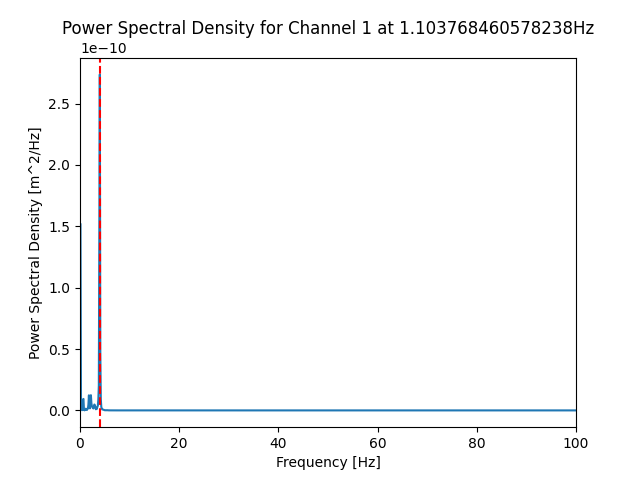 Power Spectral Density for Channel 1 at 1.103768460578238Hz
1e−10
2.5
2.0
1.5
1.0
0.5
0.0
Power Spectral Density [m^2/Hz]
0 20 40 60 80 100
Frequency [Hz]